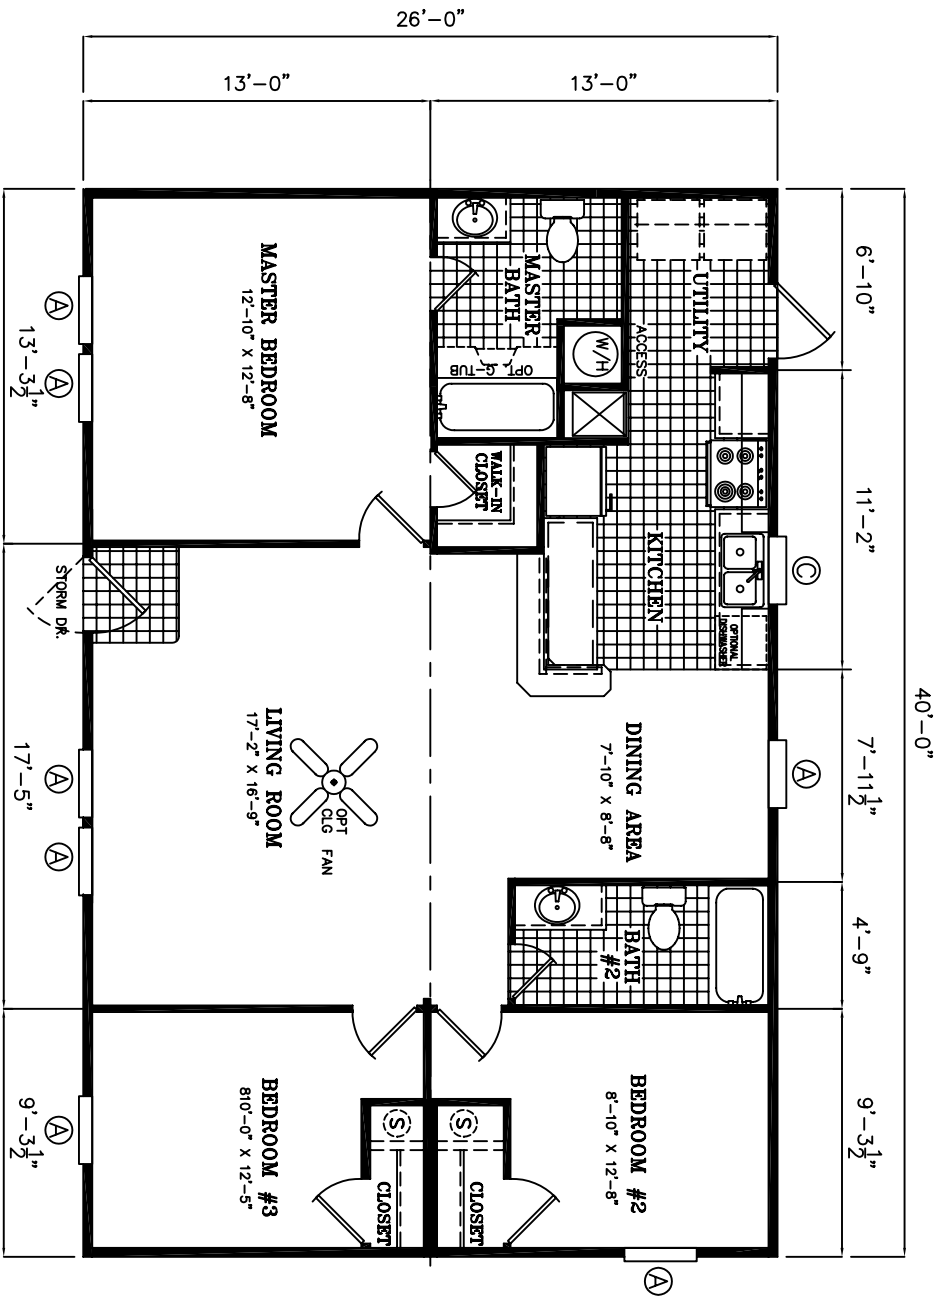 40'-0"
6'-10"
11'-2"
7'-11½"
4'-9"
9'-3½"
C
A
26'-0"
13'-0"
13'-0"
UTILITY
ACCESS
W/H
MASTER
BATH
OPT G-TUB
WALK-IN
CLOSET
KITCHEN
OPTIONAL
DISHWASHER
DINING AREA
7'-10" X 8'-8"
BATH
#2
BEDROOM #2
8'-10" X 12'-8"
S
CLOSET
A
MASTER BEDROOM
12'-10" X 12'-8"
LIVING ROOM
17'-2" X 16'-9"
OPT
CLG FAN
BEDROOM #3
810'-0" X 12'-5"
S
CLOSET
STORM DR.
A
A
A
A
A
13'-3½"
17'-5"
9'-3½"